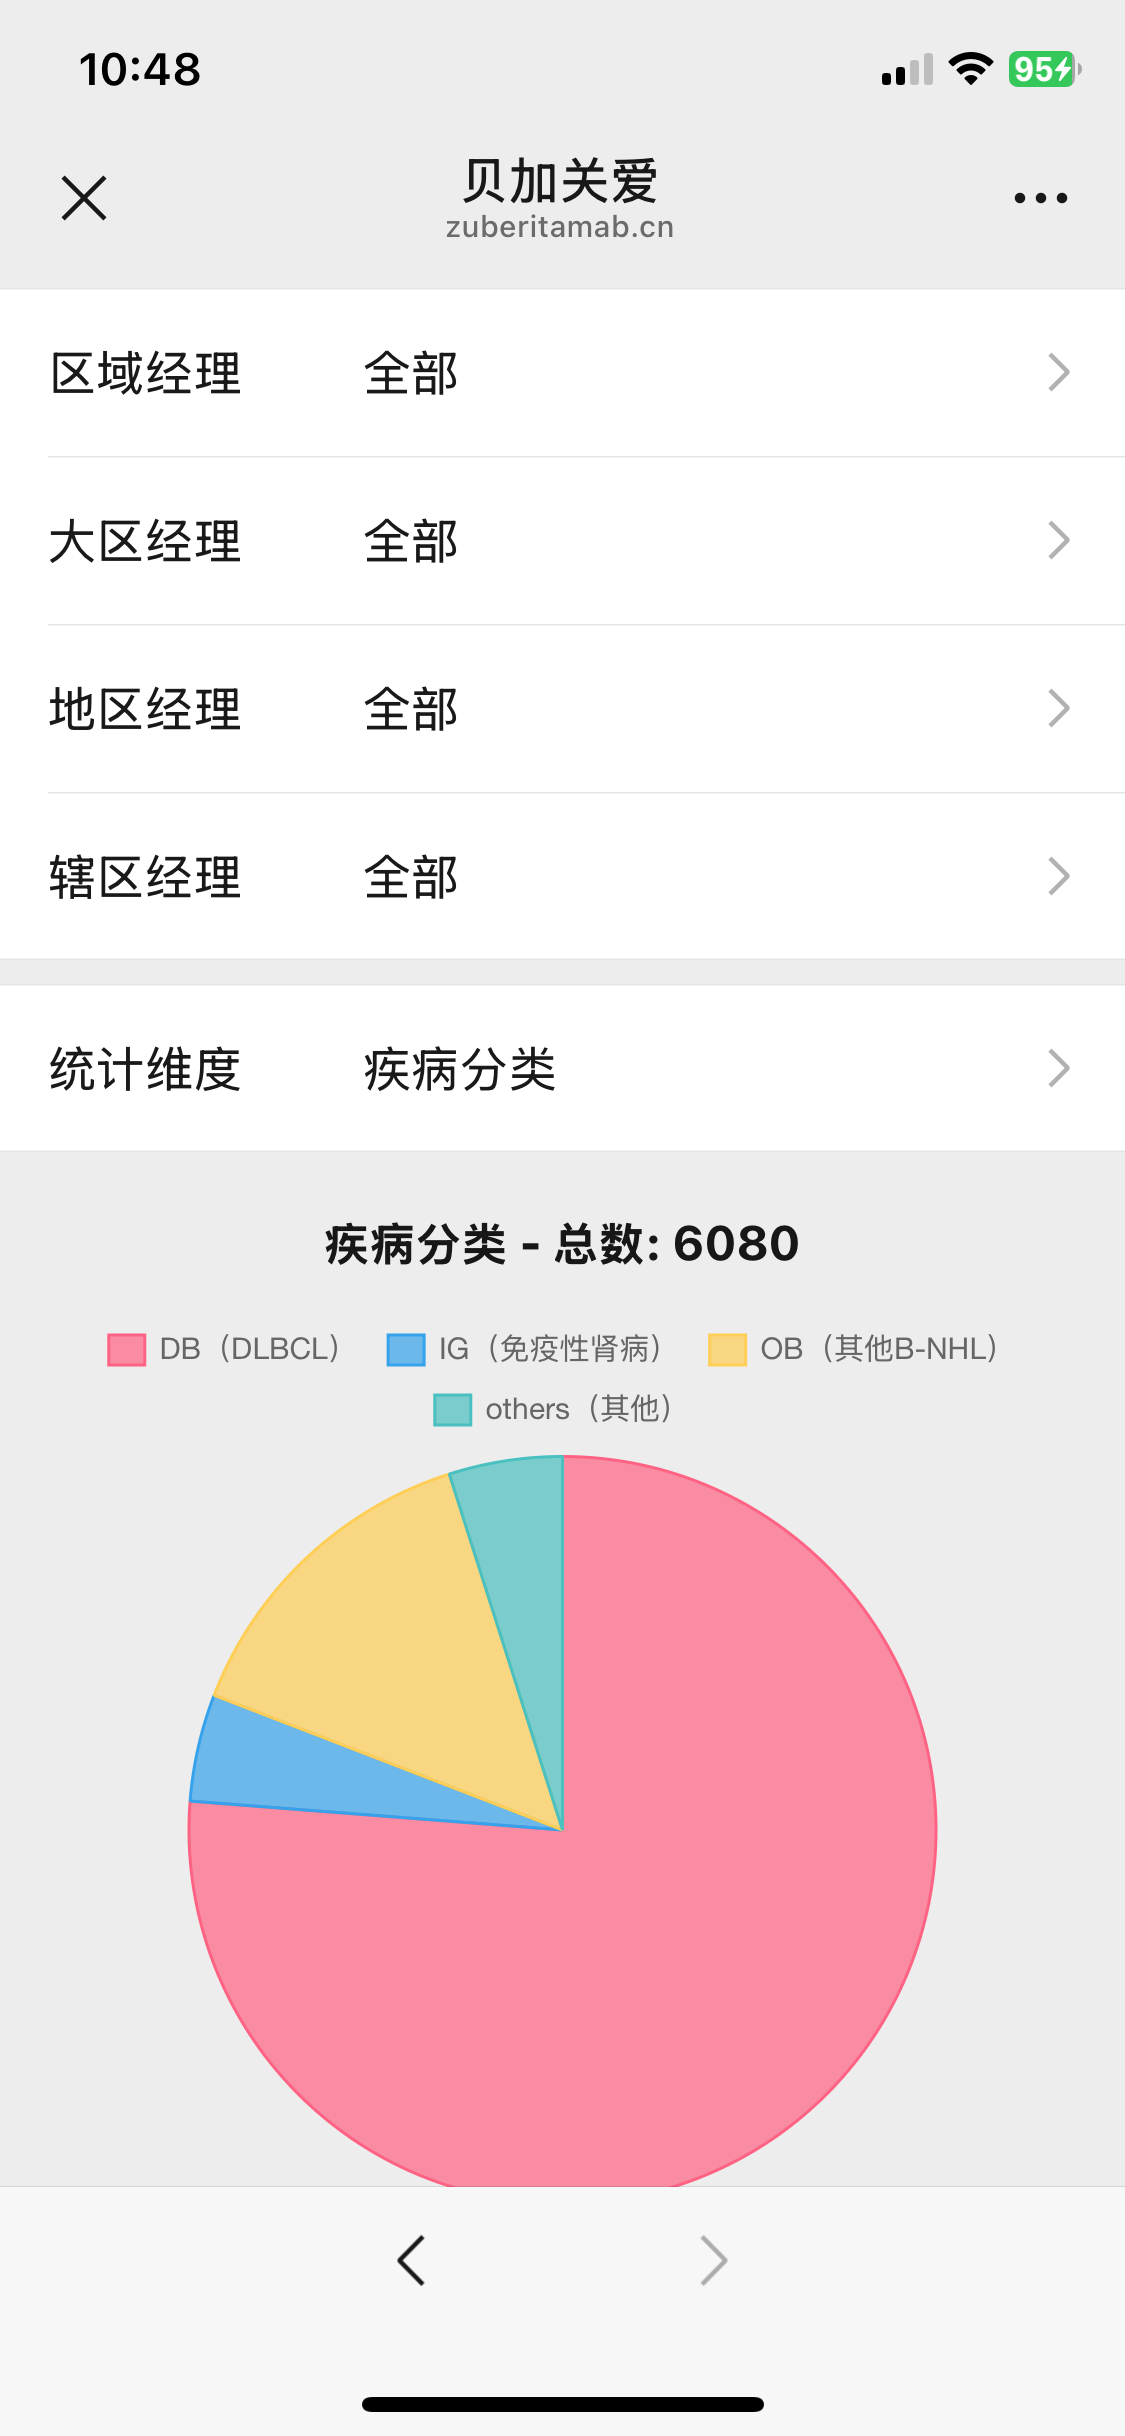 10:48
95
贝加关爱
zuberitamab.cn
区域经理 全部
大区经理 全部
地区经理 全部
辖区经理 全部
统计维度 疾病分类
疾病分类 - 总数: 6080
DB（DLBCL） IG（免疫性肾病） OB（其他B-NHL）
others（其他）